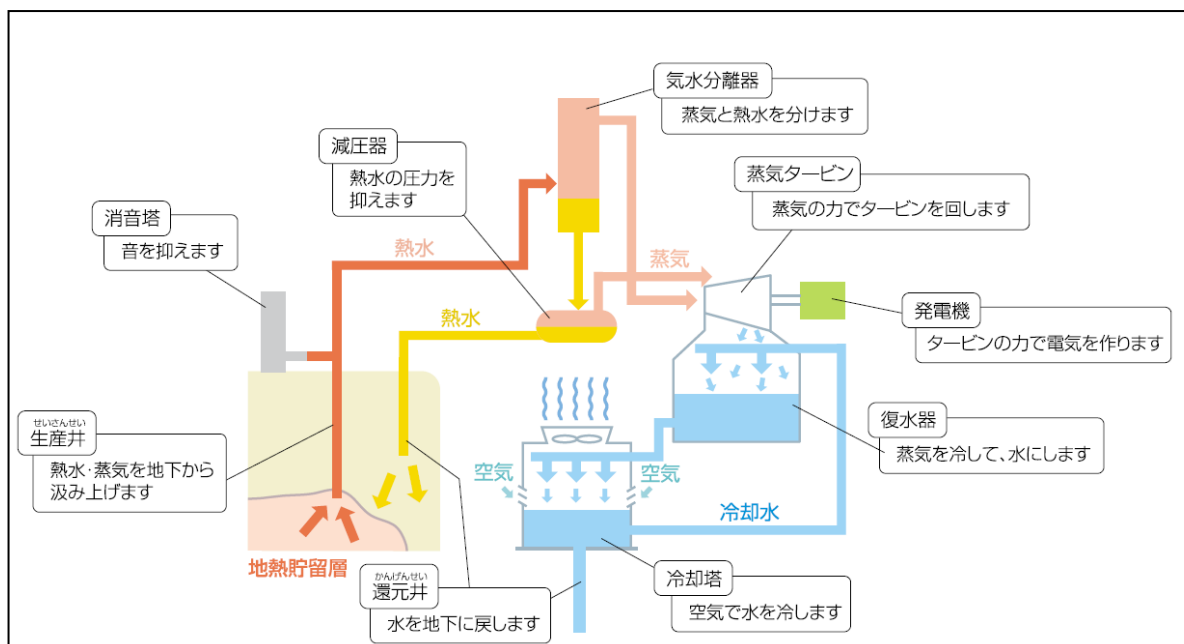 気水分離器
蒸気と熱水を分けます
減圧器
熱水の圧力を
抑えます
蒸気タービン
蒸気の力でタービンを回します
消音塔
音を抑えます
熱水
蒸気
熱水
発電機
タービンの力で電気を作ります
せいさんせい
生産井
熱水・蒸気を地下から
汲み上げます
復水器
蒸気を冷して、水にします
空気
空気
冷却水
地熱貯留層
かんげんせい
還元井
水を地下に戻します
冷却塔
空気で水を冷します